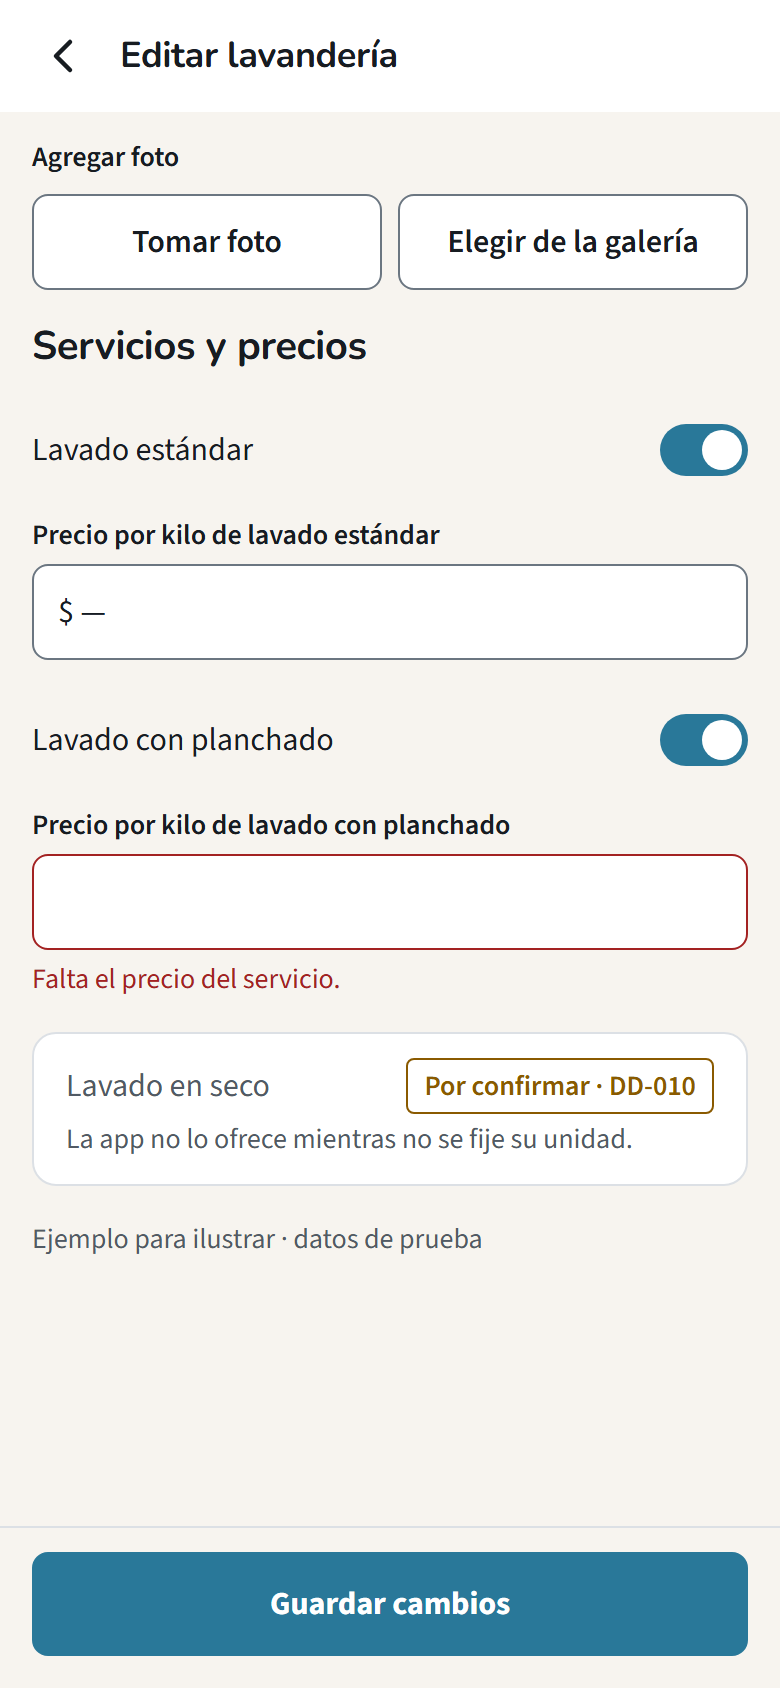 Editar lavandería
Agregar foto
Tomar foto
Elegir de la galería
Servicios y precios
Lavado estándar
Precio por kilo de lavado estándar
$ —
Lavado con planchado
Precio por kilo de lavado con planchado
Falta el precio del servicio.
Lavado en seco
Por confirmar · DD-010
La app no lo ofrece mientras no se fije su unidad.
Ejemplo para ilustrar · datos de prueba
Guardar cambios